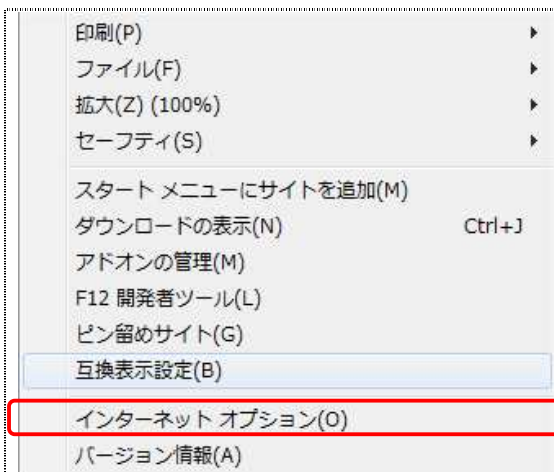 印刷(P)
ファイル(F)
拡大(Z) (100%)
セーフティ(S)
スタート メニューにサイトを追加(M)
ダウンロードの表示(N) Ctrl+J
アドオンの管理(M)
F12 開発者ツール(L)
ピン留めサイト(G)
互換表示設定(B)
インターネット オプション(O)
バージョン情報(A)